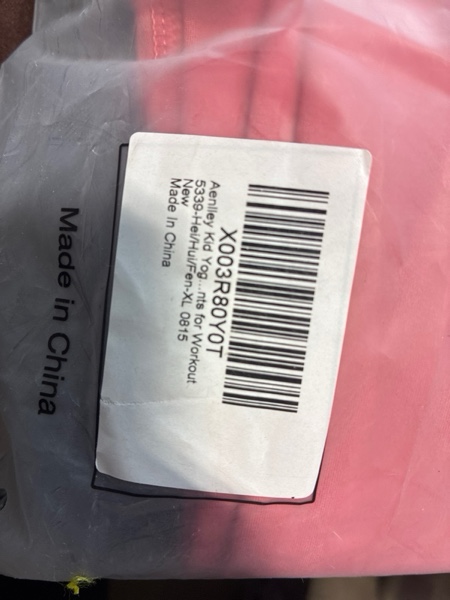 X003R80Y0T
Aenlley Kid Yog...nts for Workout
5339-Hei/Hui/Fen-XL 0815
New
Made In China
Made in China